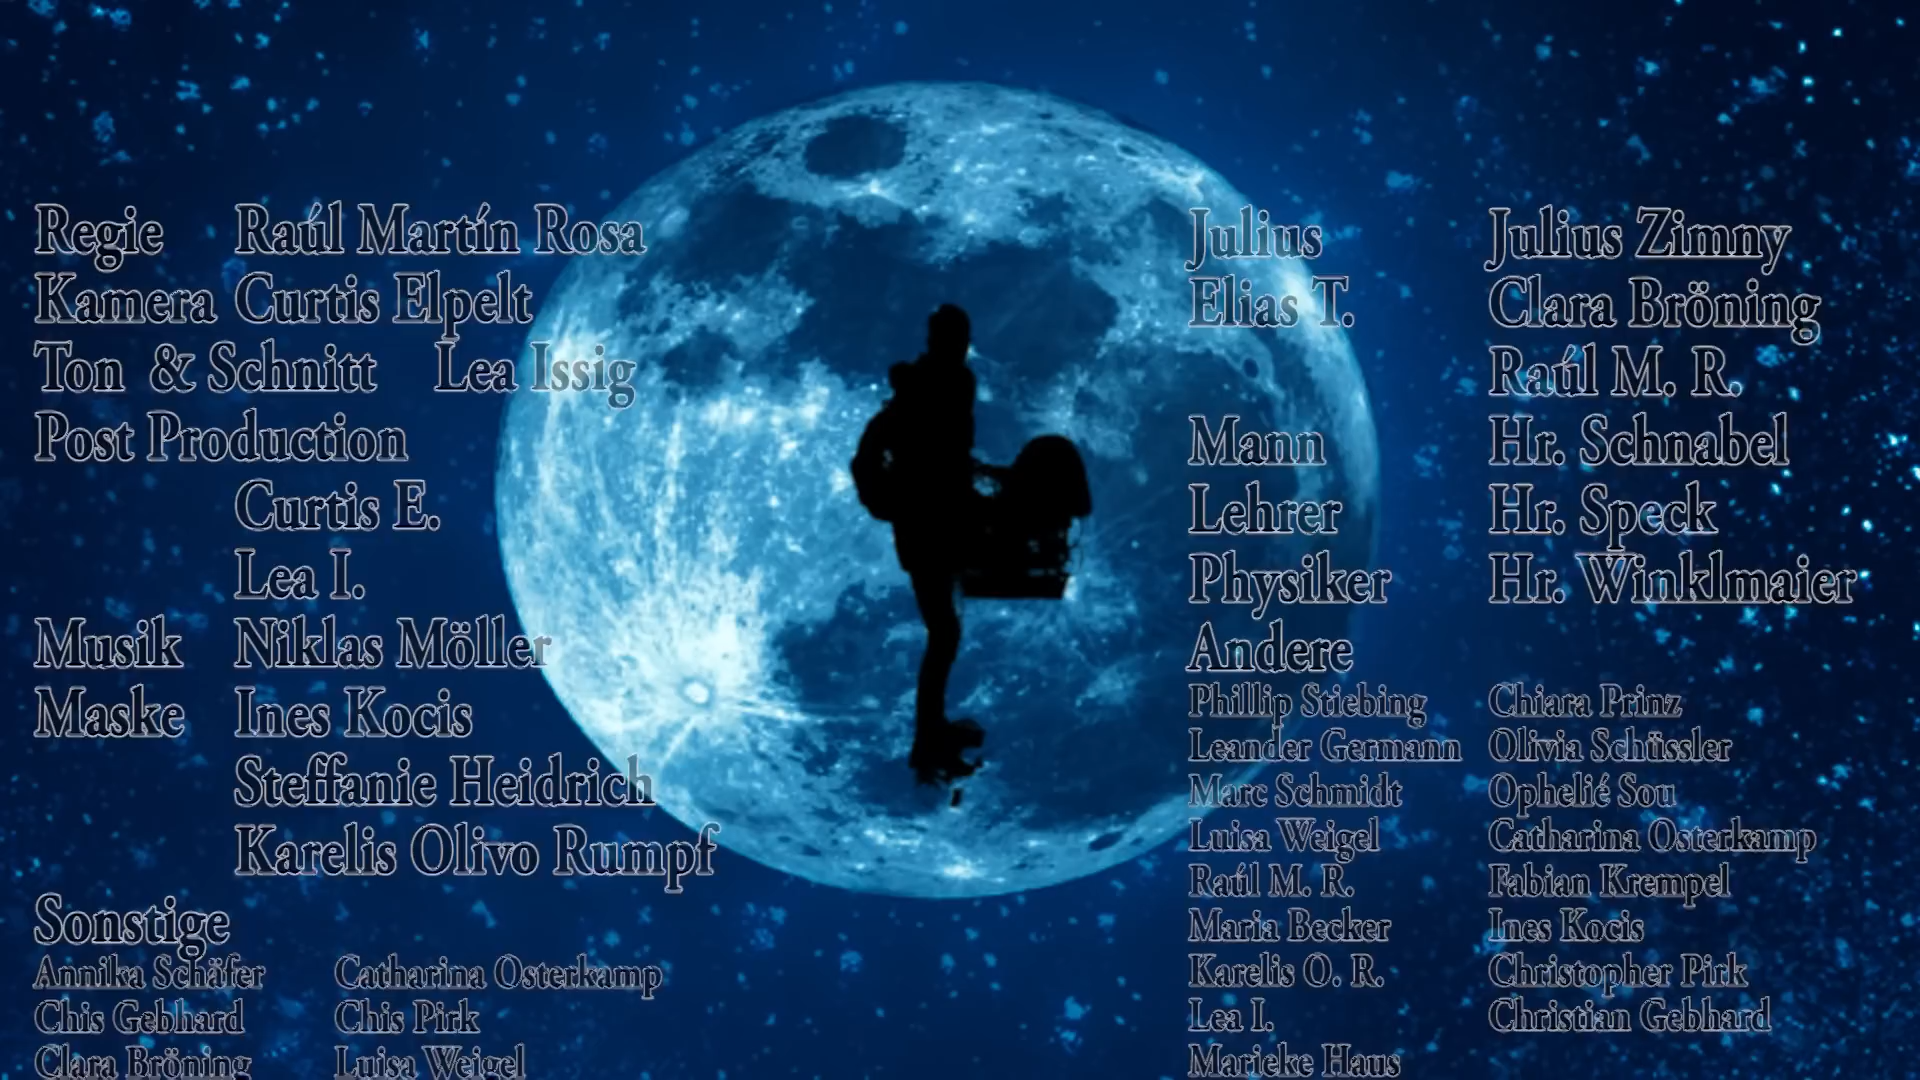 Regie Raúl Martín Rosa
Kamera Curtis Elpelt
Ton & Schnitt Lea Issig
Post Production
Curtis E.
Lea I.
Musik Niklas Möller
Maske Ines Kocis
Steffanie Heidrich
Karelis Olivo Rumpf
Sonstige
Annika Schäfer Catharina Osterkamp
Chis Gebhard Chis Pirk
Clara Bröning Luisa Weigel
Julius Julius Zimny
Elias T. Clara Bröning
Raúl M. R.
Mann Hr. Schnabel
Lehrer Hr. Speck
Physiker Hr. Winklmaier
Andere
Phillip Stiebing Chiara Prinz
Leander Germann Olivia Schüssler
Marc Schmidt Ophelié Sou
Luisa Weigel Catharina Osterkamp
Raúl M. R. Fabian Krempel
Maria Becker Ines Kocis
Karelis O. R. Christopher Pirk
Lea I. Christian Gebhard
Marieke Haus